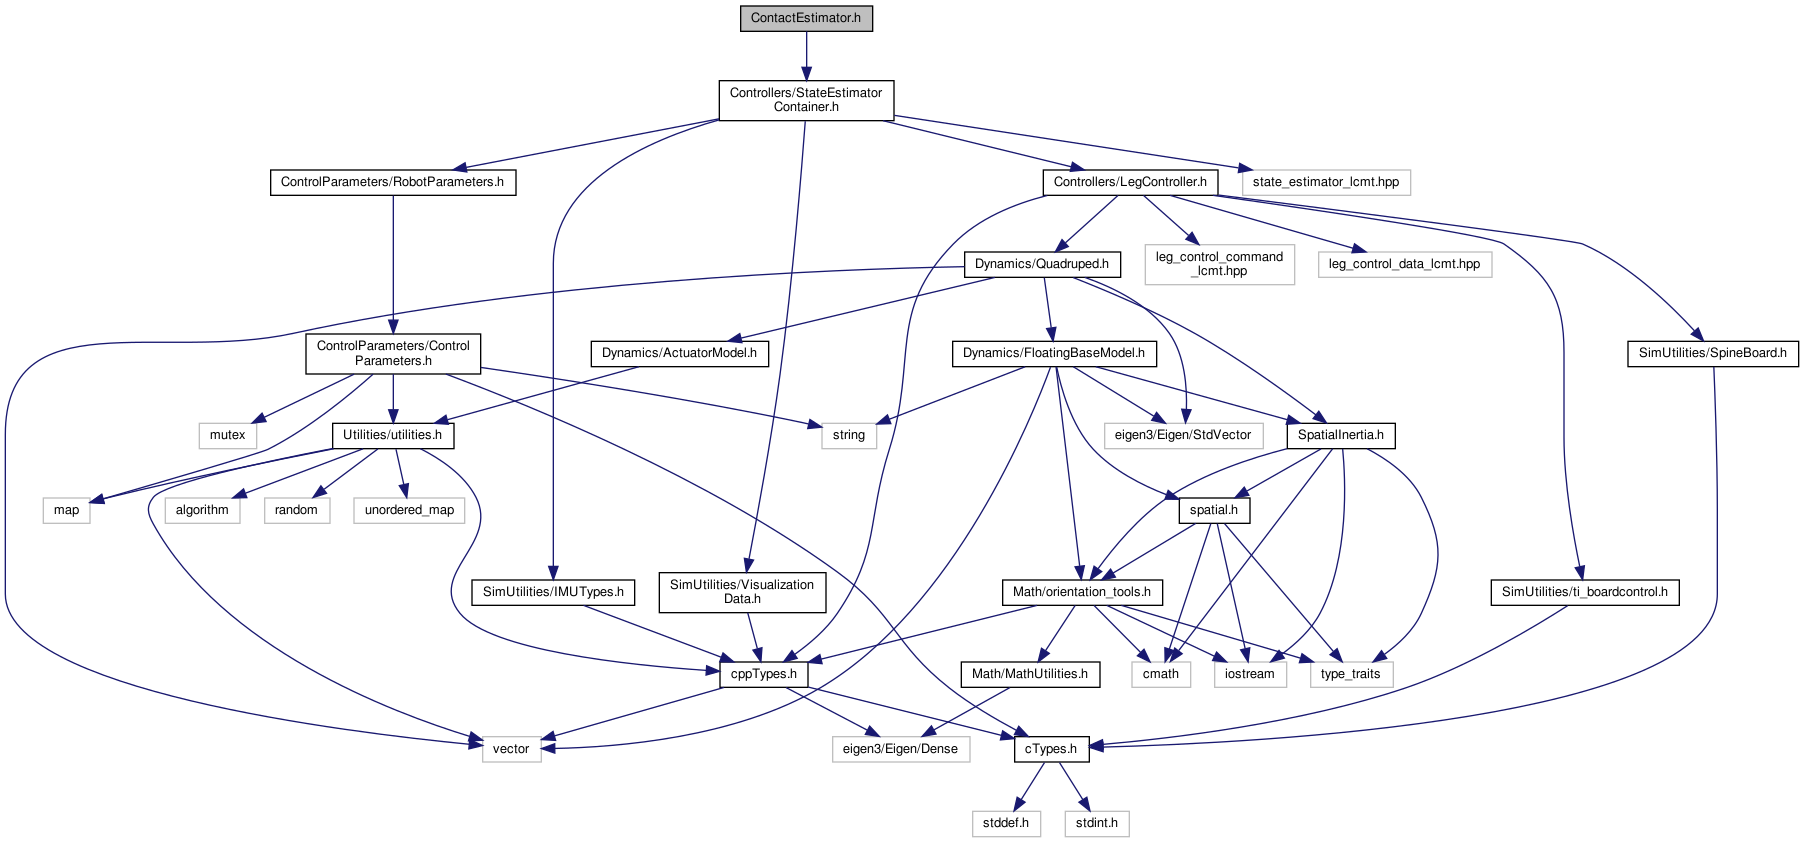 ContactEstimator.h
Controllers/StateEstimator
Container.h
ControlParameters/RobotParameters.h
Controllers/LegController.h
state_estimator_lcmt.hpp
Dynamics/Quadruped.h
leg_control_command
_lcmt.hpp
leg_control_data_lcmt.hpp
ControlParameters/Control
Parameters.h
Dynamics/ActuatorModel.h
Dynamics/FloatingBaseModel.h
SimUtilities/SpineBoard.h
mutex
Utilities/utilities.h
string
eigen3/Eigen/StdVector
SpatialInertia.h
map
algorithm
random
unordered_map
spatial.h
SimUtilities/IMUTypes.h
SimUtilities/Visualization
Data.h
Math/orientation_tools.h
SimUtilities/ti_boardcontrol.h
cppTypes.h
Math/MathUtilities.h
cmath
iostream
type_traits
vector
eigen3/Eigen/Dense
cTypes.h
stddef.h
stdint.h